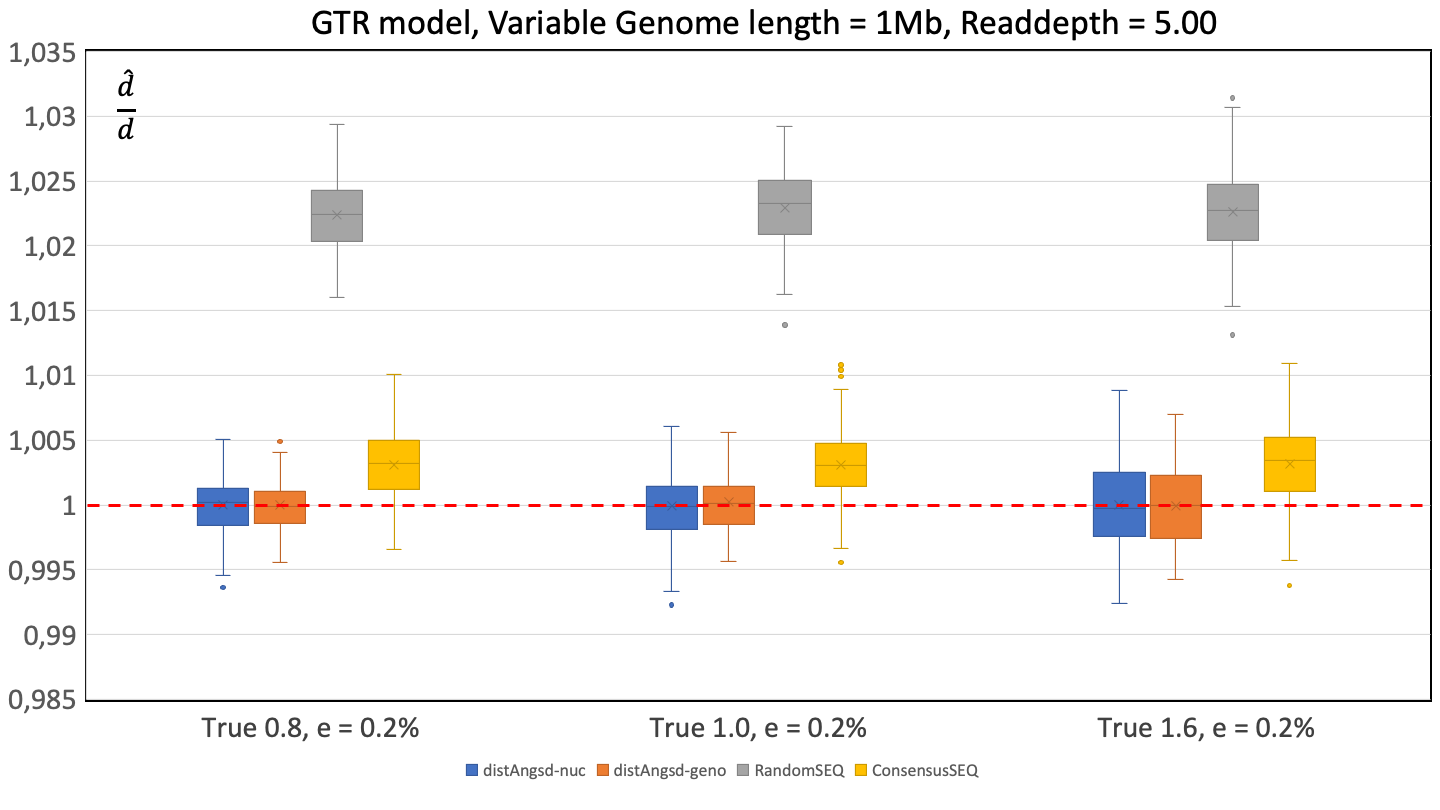 GTR model, Variable Genome length = 1Mb, Readdepth = 5.00
1,035
d̂
d
1,03
1,025
1,02
1,015
1,01
1,005
1
0,995
0,99
0,985
True 0.8, e = 0.2%
True 1.0, e = 0.2%
True 1.6, e = 0.2%
distAngsd-nuc
distAngsd-geno
RandomSEQ
ConsensusSEQ